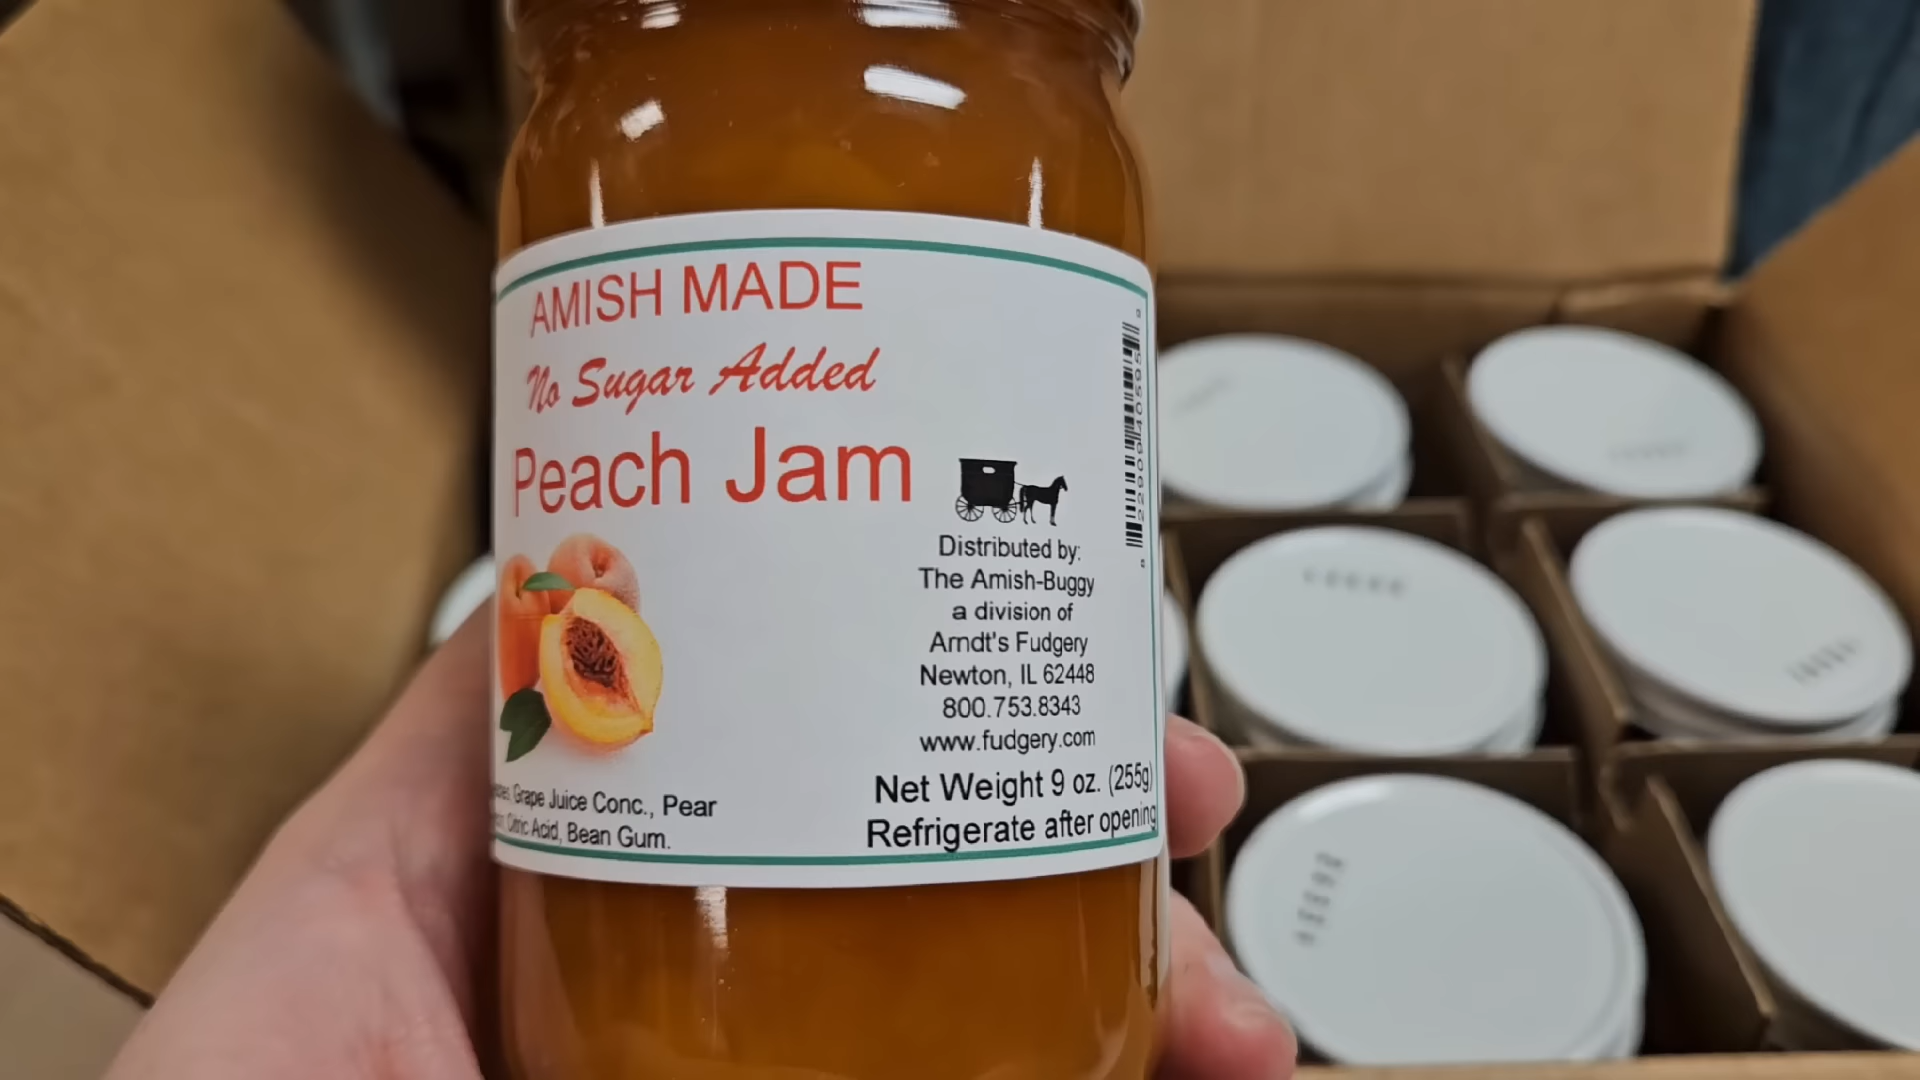 AMISH MADE
No Sugar Added
Peach Jam
Distributed by:
The Amish-Buggy
a division of
Arndt's Fudgery
Newton, IL 62448
800.753.8343
www.fudgery.com
Net Weight 9 oz. (255g)
Refrigerate after opening
Grape Juice Conc., Pear
Citric Acid, Bean Gum.